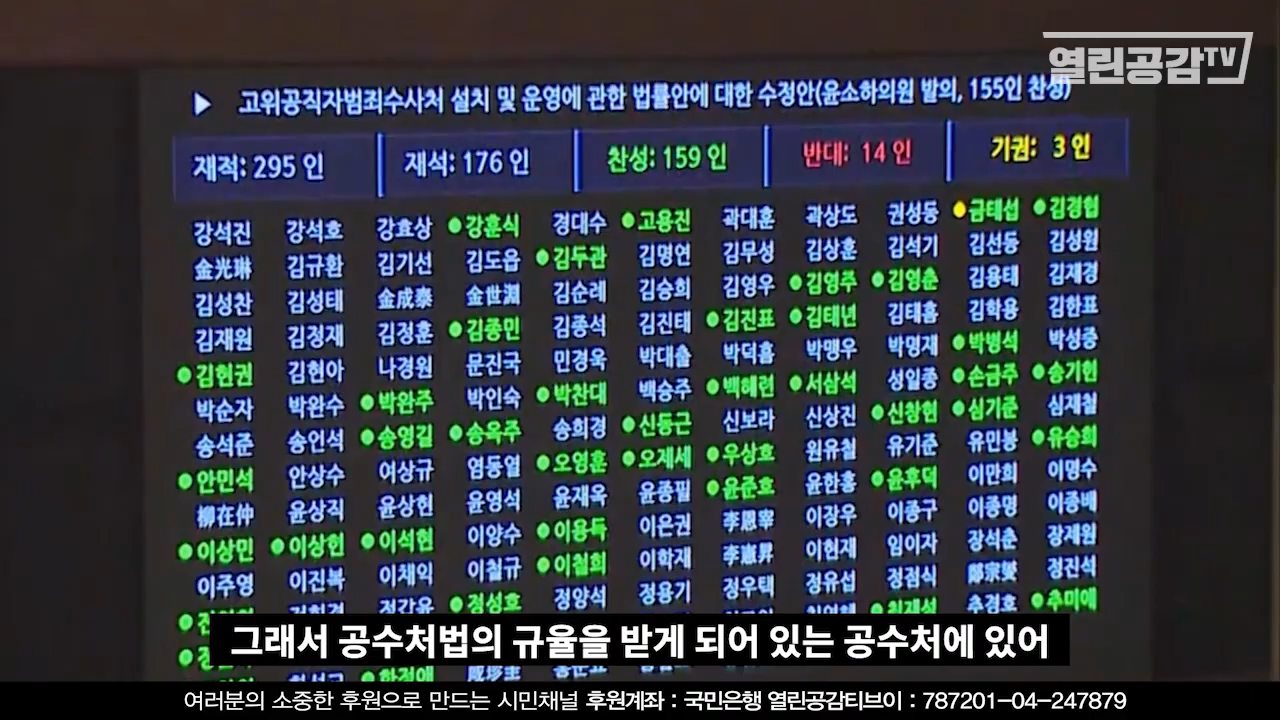 열린공감TV
▶ 고위공직자범죄수사처 설치 및 운영에 관한 법률안에 대한 수정안(윤소하의원 발의, 155인 찬성)
재적: 295 인 재석: 176 인 찬성: 159 인 반대: 14 인 기권: 3 인
강석진 강석호 강효상 강훈식 경대수 고용진 곽대훈 곽상도 권성동 금태섭 김경협
金光琳 김규환 김기선 김도읍 김두관 김명연 김무성 김상훈 김석기 김선동 김성원
김성찬 김성태 金成泰 金世淵 김순례 김승희 김영우 김영주 김영춘 김용태 김재경
김재원 김정재 김정훈 김종민 김종석 김진태 김진표 김태년 김태흠 김학용 김한표
김현권 김현아 나경원 문진국 민경욱 박대출 박덕흠 박맹우 박명재 박병석 박성중
박순자 박완수 박완주 박인숙 박찬대 백승주 백혜련 서삼석 성일종 손금주 송기헌
송석준 송언석 송영길 송옥주 송희경 신동근 신보라 신상진 신창현 심기준 심재철
안민석 안상수 여상규 염동열 오영훈 오제세 우상호 원유철 유기준 유민봉 유승희
柳在仲 윤상직 윤상현 윤영석 윤재옥 윤종필 윤준호 윤한홍 윤후덕 이만희 이명수
이상민 이상헌 이석현 이양수 이용득 이은권 李恩宰 이장우 이종구 이종명 이종배
이주영 이진복 이채익 이철규 이철희 이학재 李憲昇 이현재 임이자 장석춘 장제원
정성호 정양석 정용기 정우택 정유섭 정점식 鄭宗燮 정진석
최재성 추경호 추미애
그래서 공수처법의 규율을 받게 되어 있는 공수처에 있어
여러분의 소중한 후원으로 만드는 시민채널 후원계좌 : 국민은행 열린공감티브이 : 787201-04-247879